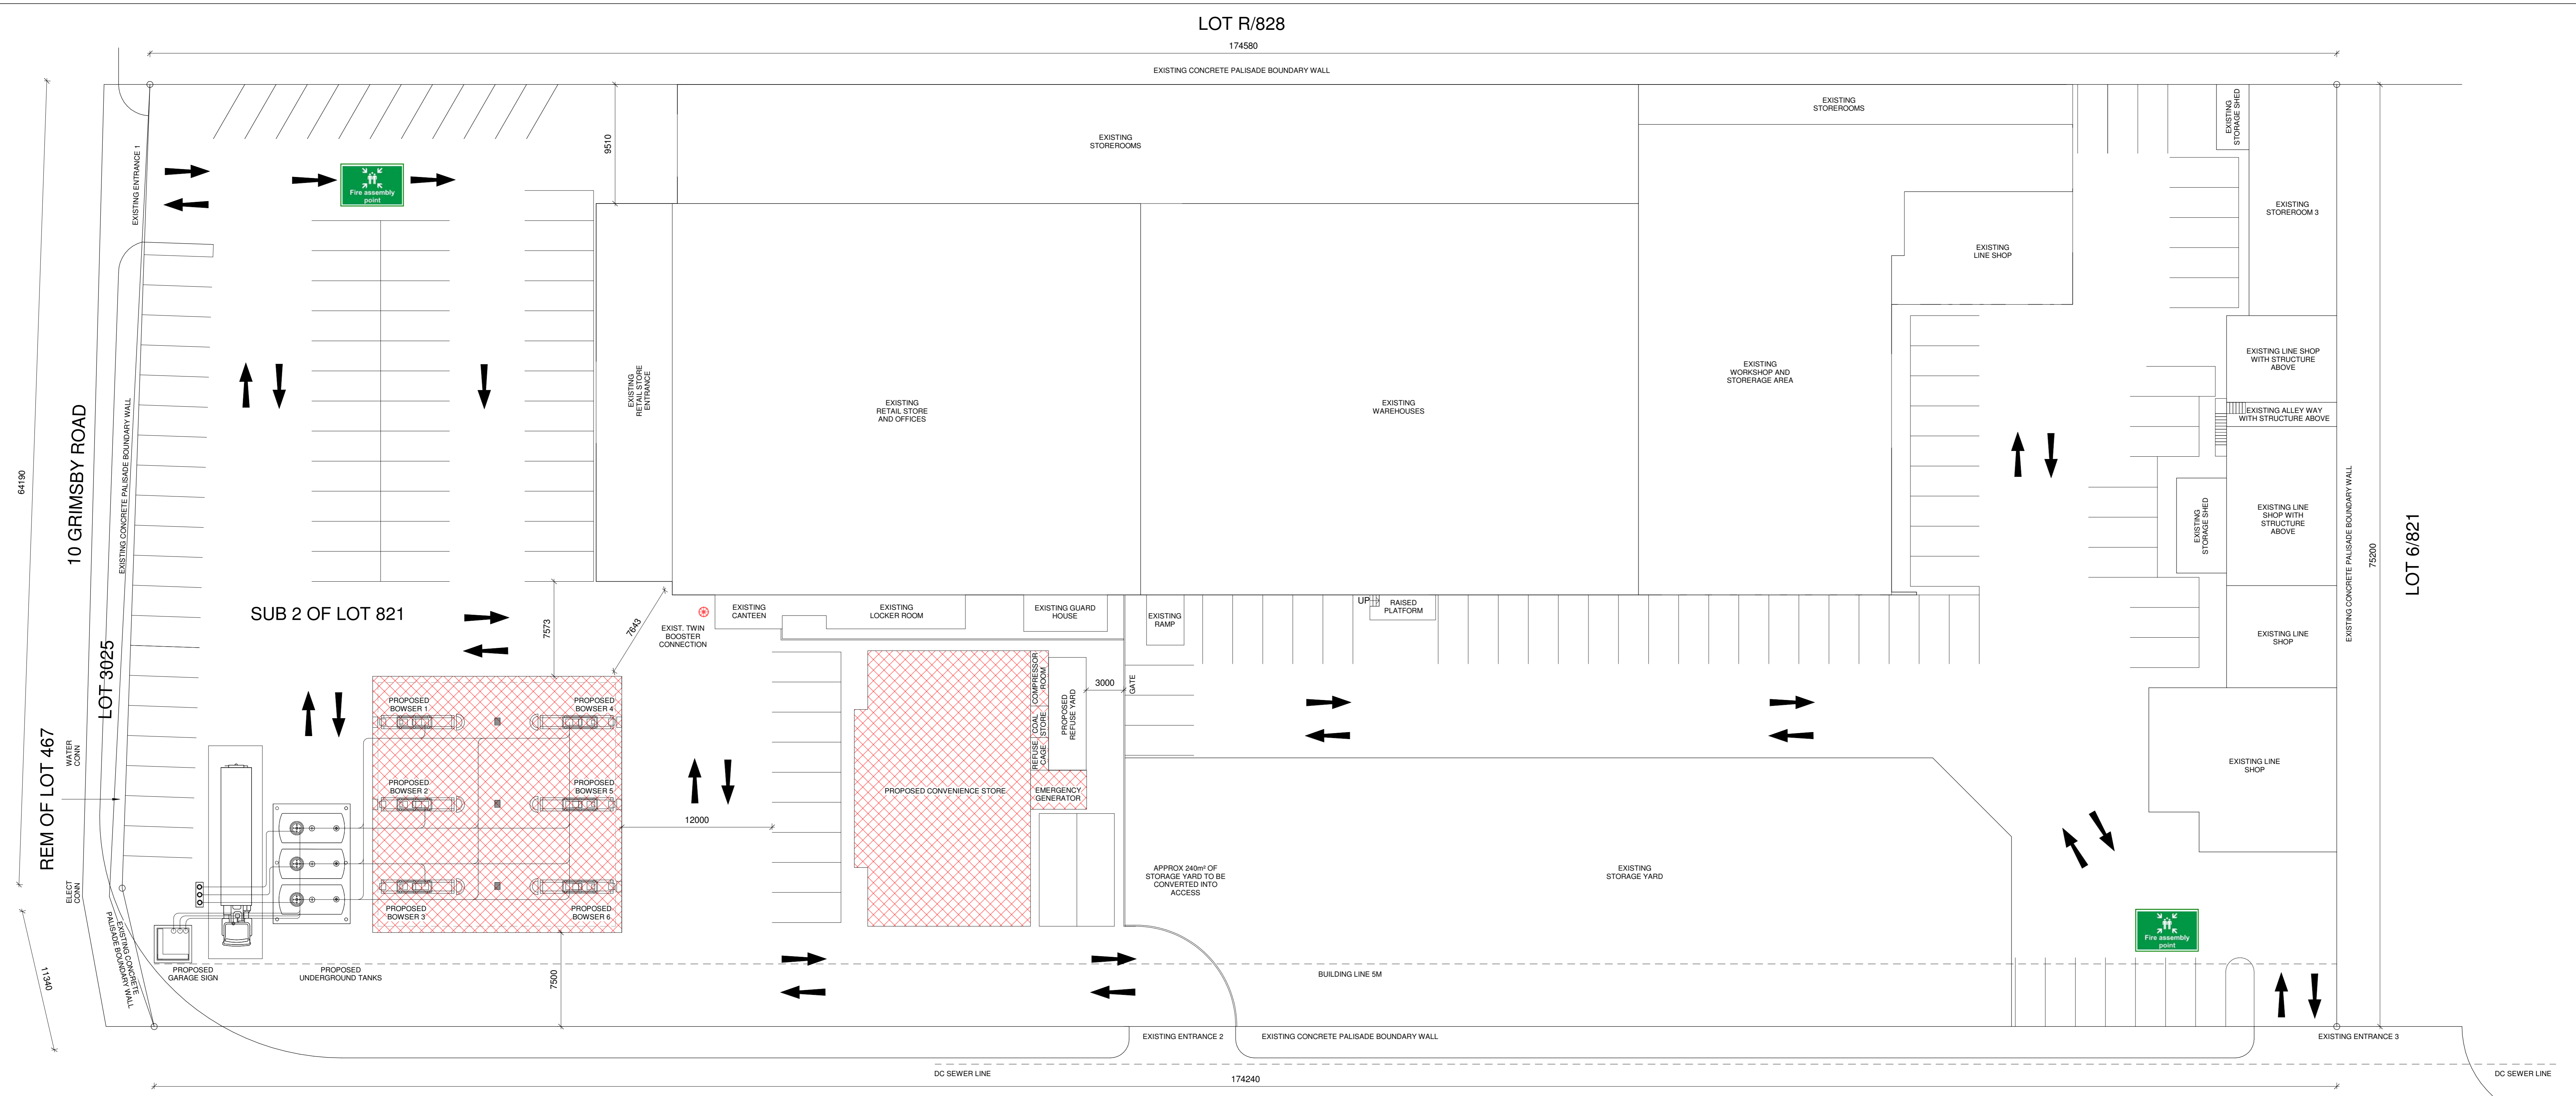 LOT R/828
174580
EXISTING CONCRETE PALISADE BOUNDARY WALL
EXISTING
STOREROOMS
EXISTING
STOREROOMS
EXISTING
STORAGE SHED
9510
EXISTING ENTRANCE 1
Fire assembly
point
EXISTING
STOREROOM 3
EXISTING
LINE SHOP
EXISTING
RETAIL STORE
ENTRANCE
EXISTING
RETAIL STORE
AND OFFICES
EXISTING
WAREHOUSES
EXISTING
WORKSHOP AND
STORERAGE AREA
EXISTING LINE SHOP
WITH STRUCTURE
ABOVE
EXISTING ALLEY WAY
WITH STRUCTURE ABOVE
64190
10 GRIMSBY ROAD
EXISTING CONCRETE PALISADE BOUNDARY WALL
EXISTING
STORAGE SHED
EXISTING LINE
SHOP WITH
STRUCTURE
ABOVE
EXISTING CONCRETE PALISADE BOUNDARY WALL
LOT 6/821
75200
SUB 2 OF LOT 821
7573
7643
EXIST. TWIN
BOOSTER
CONNECTION
EXISTING
CANTEEN
EXISTING
LOCKER ROOM
EXISTING GUARD
HOUSE
EXISTING
RAMP
UP
RAISED
PLATFORM
EXISTING LINE
SHOP
LOT 3025
REM OF LOT 467
WATER
CONN
ELECT
CONN
PROPOSED
BOWSER 1
PROPOSED
BOWSER 4
PROPOSED
BOWSER 2
PROPOSED
BOWSER 5
PROPOSED
BOWSER 3
PROPOSED
BOWSER 6
12000
PROPOSED CONVENIENCE STORE
COMPRESSOR
ROOM
COAL
STORE
REFUSE
CAGE
PROPOSED
REFUSE YARD
3000
GATE
EMERGENCY
GENERATOR
EXISTING LINE
SHOP
APPROX 240m² OF
STORAGE YARD TO BE
CONVERTED INTO
ACCESS
EXISTING
STORAGE YARD
Fire assembly
point
EXISTING CONCRETE
PALISADE BOUNDARY WALL
11340
PROPOSED
GARAGE SIGN
PROPOSED
UNDERGROUND TANKS
7500
BUILDING LINE 5M
EXISTING ENTRANCE 2
EXISTING CONCRETE PALISADE BOUNDARY WALL
EXISTING ENTRANCE 3
DC SEWER LINE
174240
DC SEWER LINE